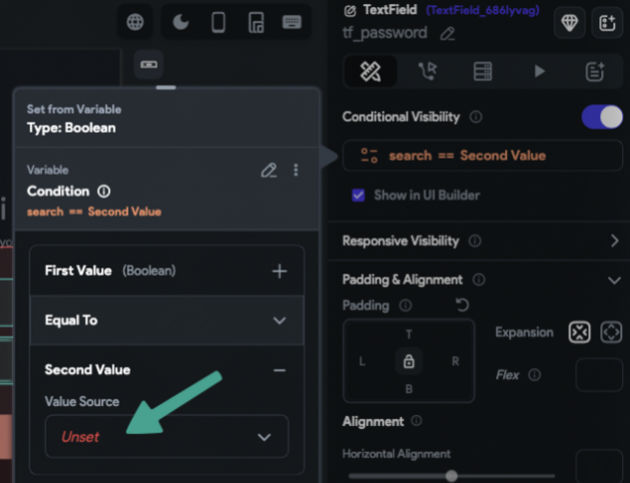 TextField (TextField_686lyvag)
tf_password
Set from Variable
Type: Boolean
Variable
Condition
search == Second Value
First Value (Boolean)
Equal To
Second Value
Value Source
Unset
Conditional Visibility
search == Second Value
Show in UI Builder
Responsive Visibility
Padding & Alignment
Padding
T
L
R
B
Expansion
Flex
Alignment
Horizontal Alignment